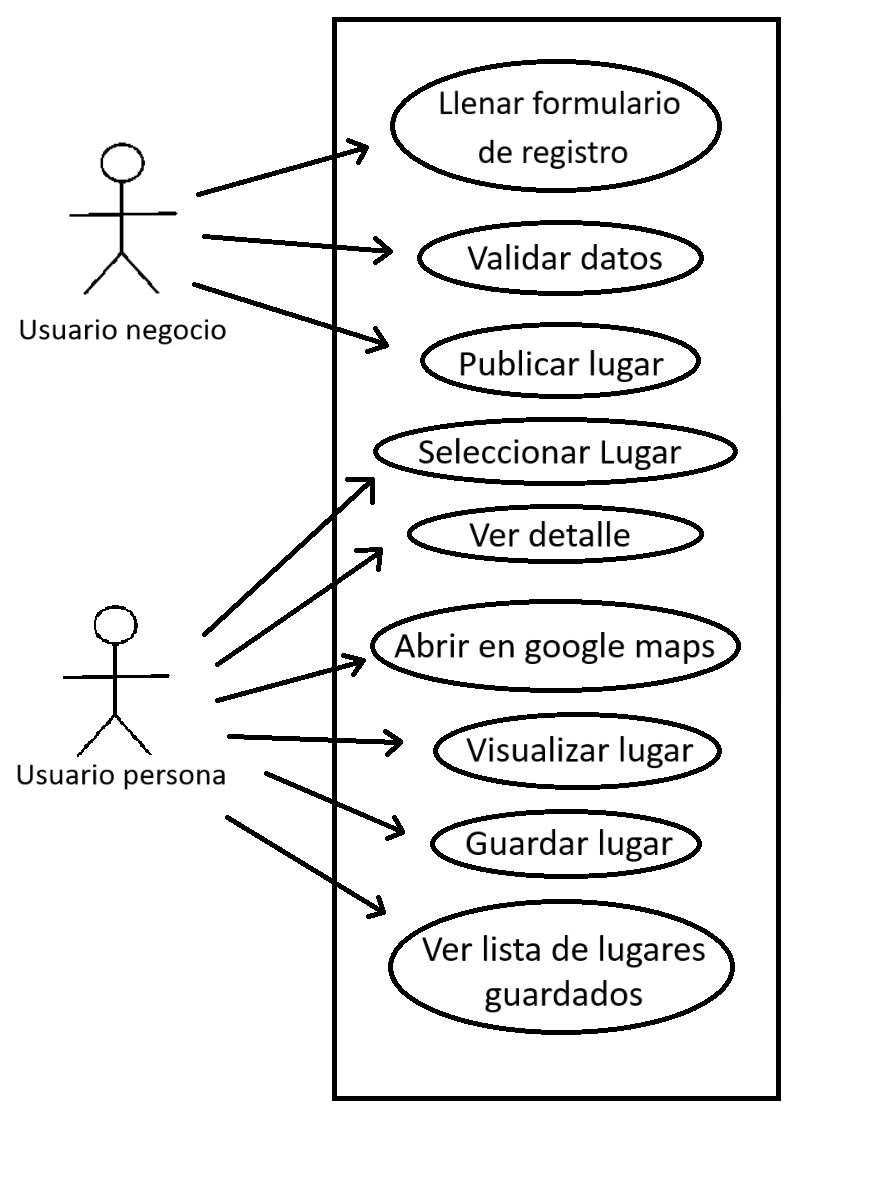 Llenar formulario
de registro
Validar datos
Usuario negocio
Publicar lugar
Seleccionar Lugar
Ver detalle
Abrir en google maps
Visualizar lugar
Usuario persona
Guardar lugar
Ver lista de lugares
guardados